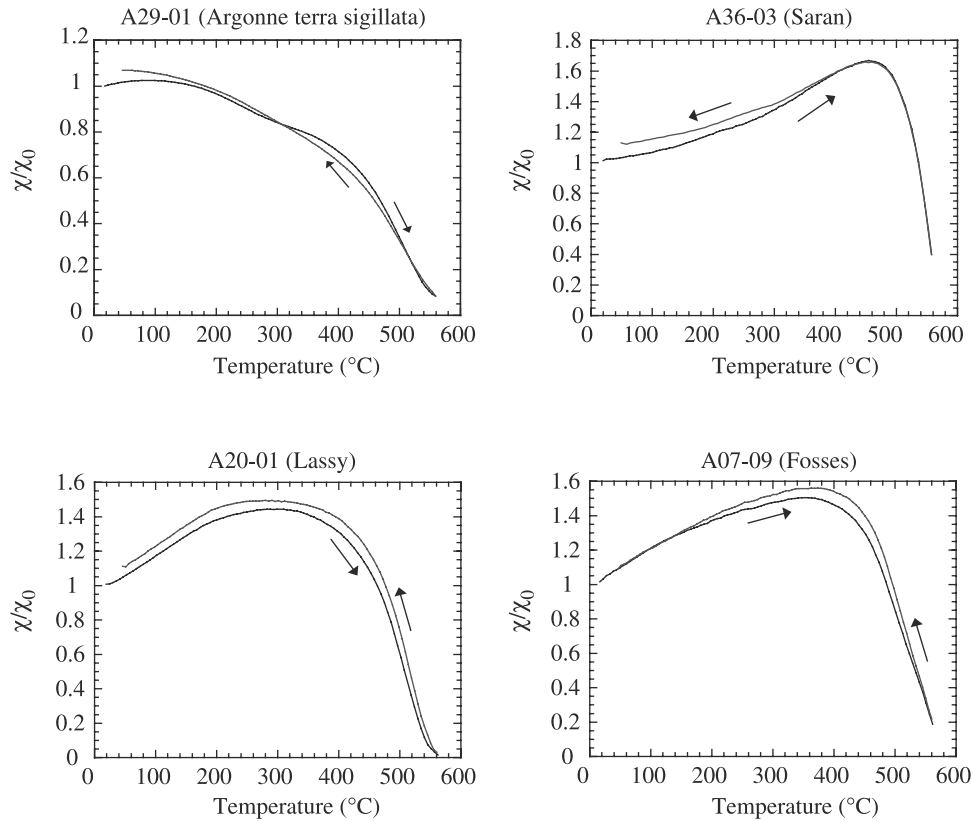 A29-01 (Argonne terra sigillata)
1.2
1
0.8
0.6
0.4
0.2
0
χ/χ0
0 100 200 300 400 500 600
Temperature (°C)
A36-03 (Saran)
1.8
1.6
1.4
1.2
1
0.8
0.6
0.4
0.2
0
χ/χ0
0 100 200 300 400 500 600
Temperature (°C)
A20-01 (Lassy)
1.6
1.4
1.2
1
0.8
0.6
0.4
0.2
0
χ/χ0
0 100 200 300 400 500 600
Temperature (°C)
A07-09 (Fosses)
1.6
1.4
1.2
1
0.8
0.6
0.4
0.2
0
χ/χ0
0 100 200 300 400 500 600
Temperature (°C)